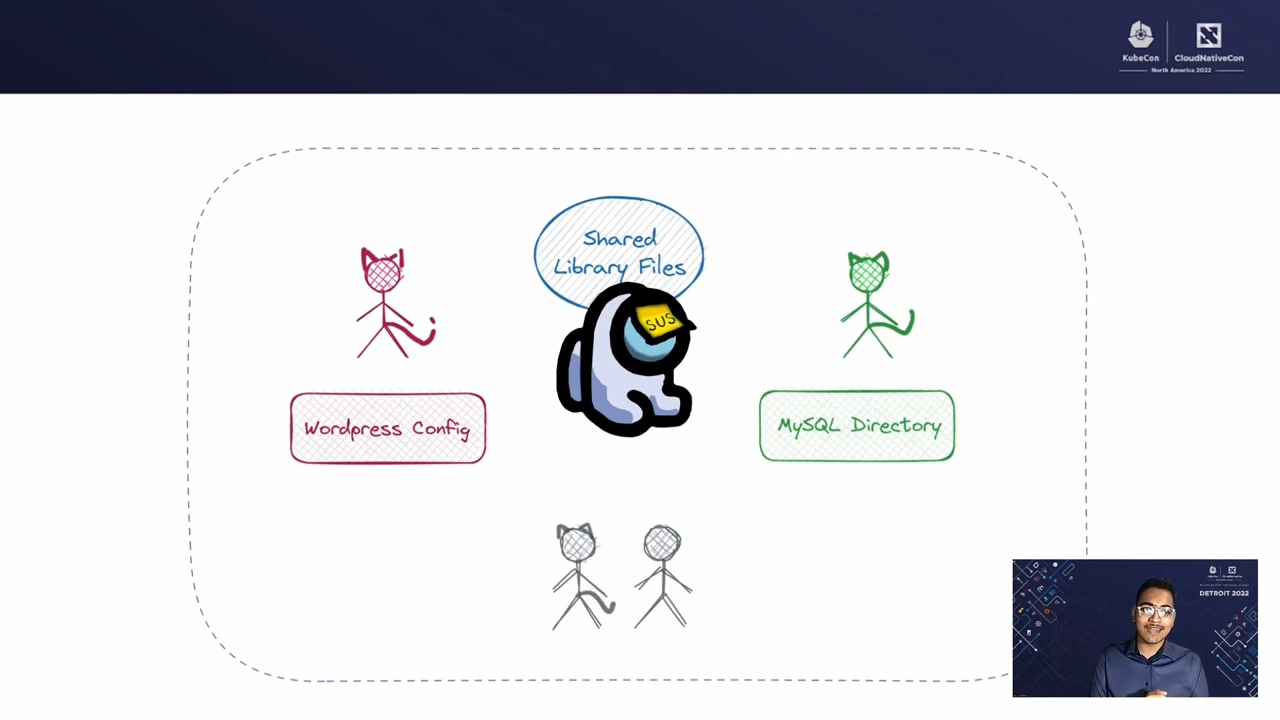 KubeCon
CloudNativeCon
North America 2022
Shared
Library Files
SUS
Wordpress Config
MySQL Directory
DETROIT 2022